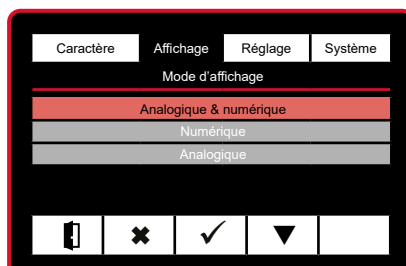 Caractère Affichage Réglage Système
Mode d'affichage
Analogique & numérique
Numérique
Analogique